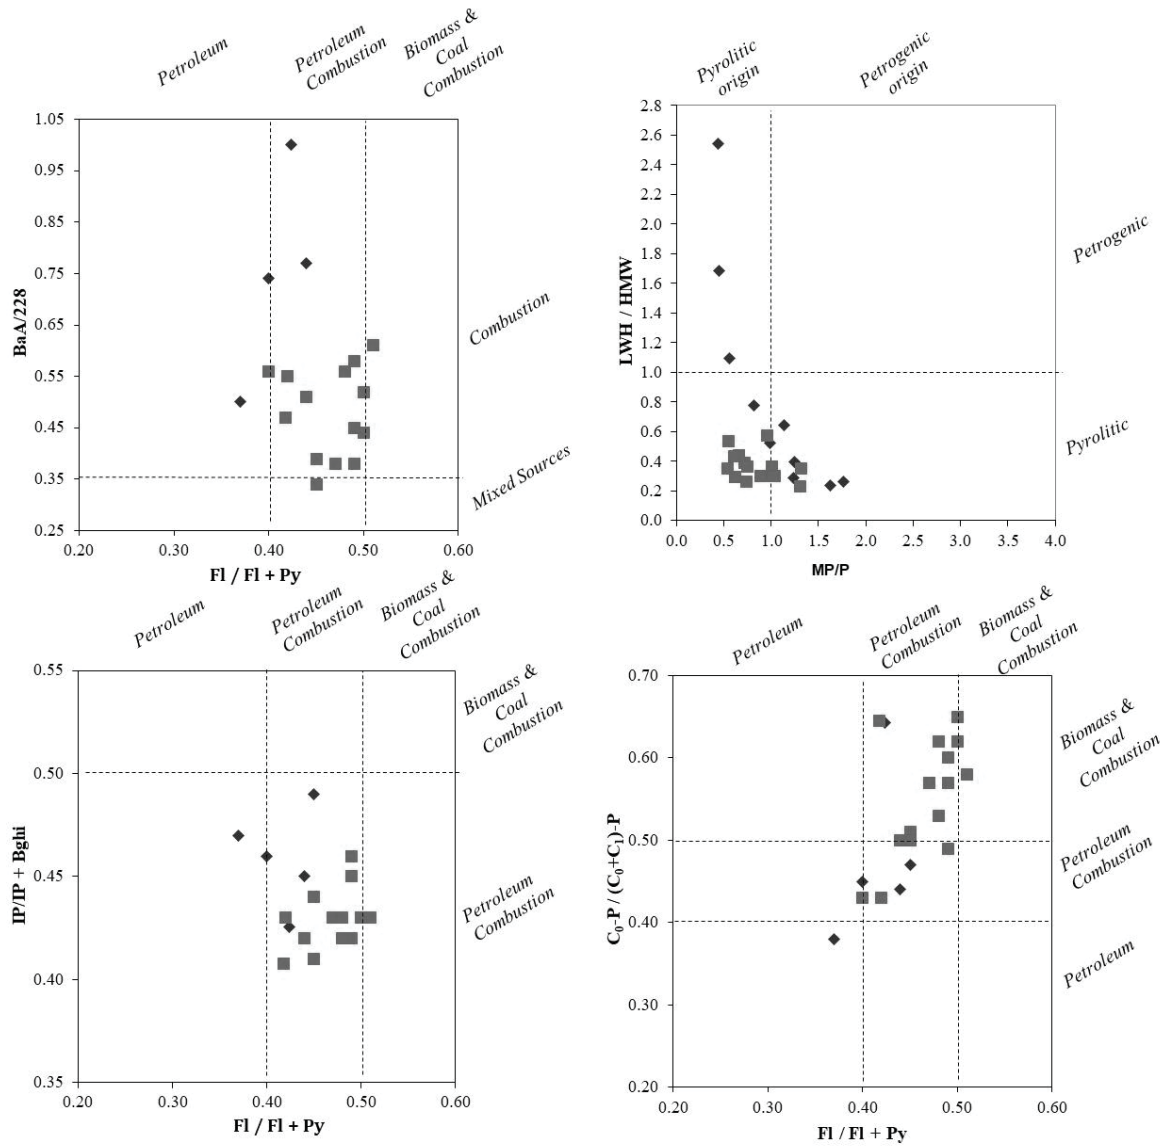 Petroleum
Petroleum
Combustion
Biomass &
Coal
Combustion
1.05
0.95
0.85
0.75
0.65
0.55
0.45
0.35
0.25
BaA/228
Combustion
Mixed Sources
0.20
0.30
0.40
0.50
0.60
Fl / Fl + Py
Pyrolitic
origin
Petrogenic
origin
2.8
2.6
2.4
2.2
2.0
1.8
1.6
1.4
1.2
1.0
0.8
0.6
0.4
0.2
0.0
LWH / HMW
Petrogenic
Pyrolitic
0.0
0.5
1.0
1.5
2.0
2.5
3.0
3.5
4.0
MP/P
Petroleum
Petroleum
Combustion
Biomass &
Coal
Combustion
0.55
0.50
0.45
0.40
0.35
IP/IP + Bghi
Biomass &
Coal
Combustion
Petroleum
Combustion
0.20
0.30
0.40
0.50
0.60
Fl / Fl + Py
Petroleum
Petroleum
Combustion
Biomass &
Coal
Combustion
0.70
0.60
0.50
0.40
0.30
0.20
C₀-P / (C₀+C₁)-P
Biomass &
Coal
Combustion
Petroleum
Combustion
Petroleum
0.20
0.30
0.40
0.50
0.60
Fl / Fl + Py